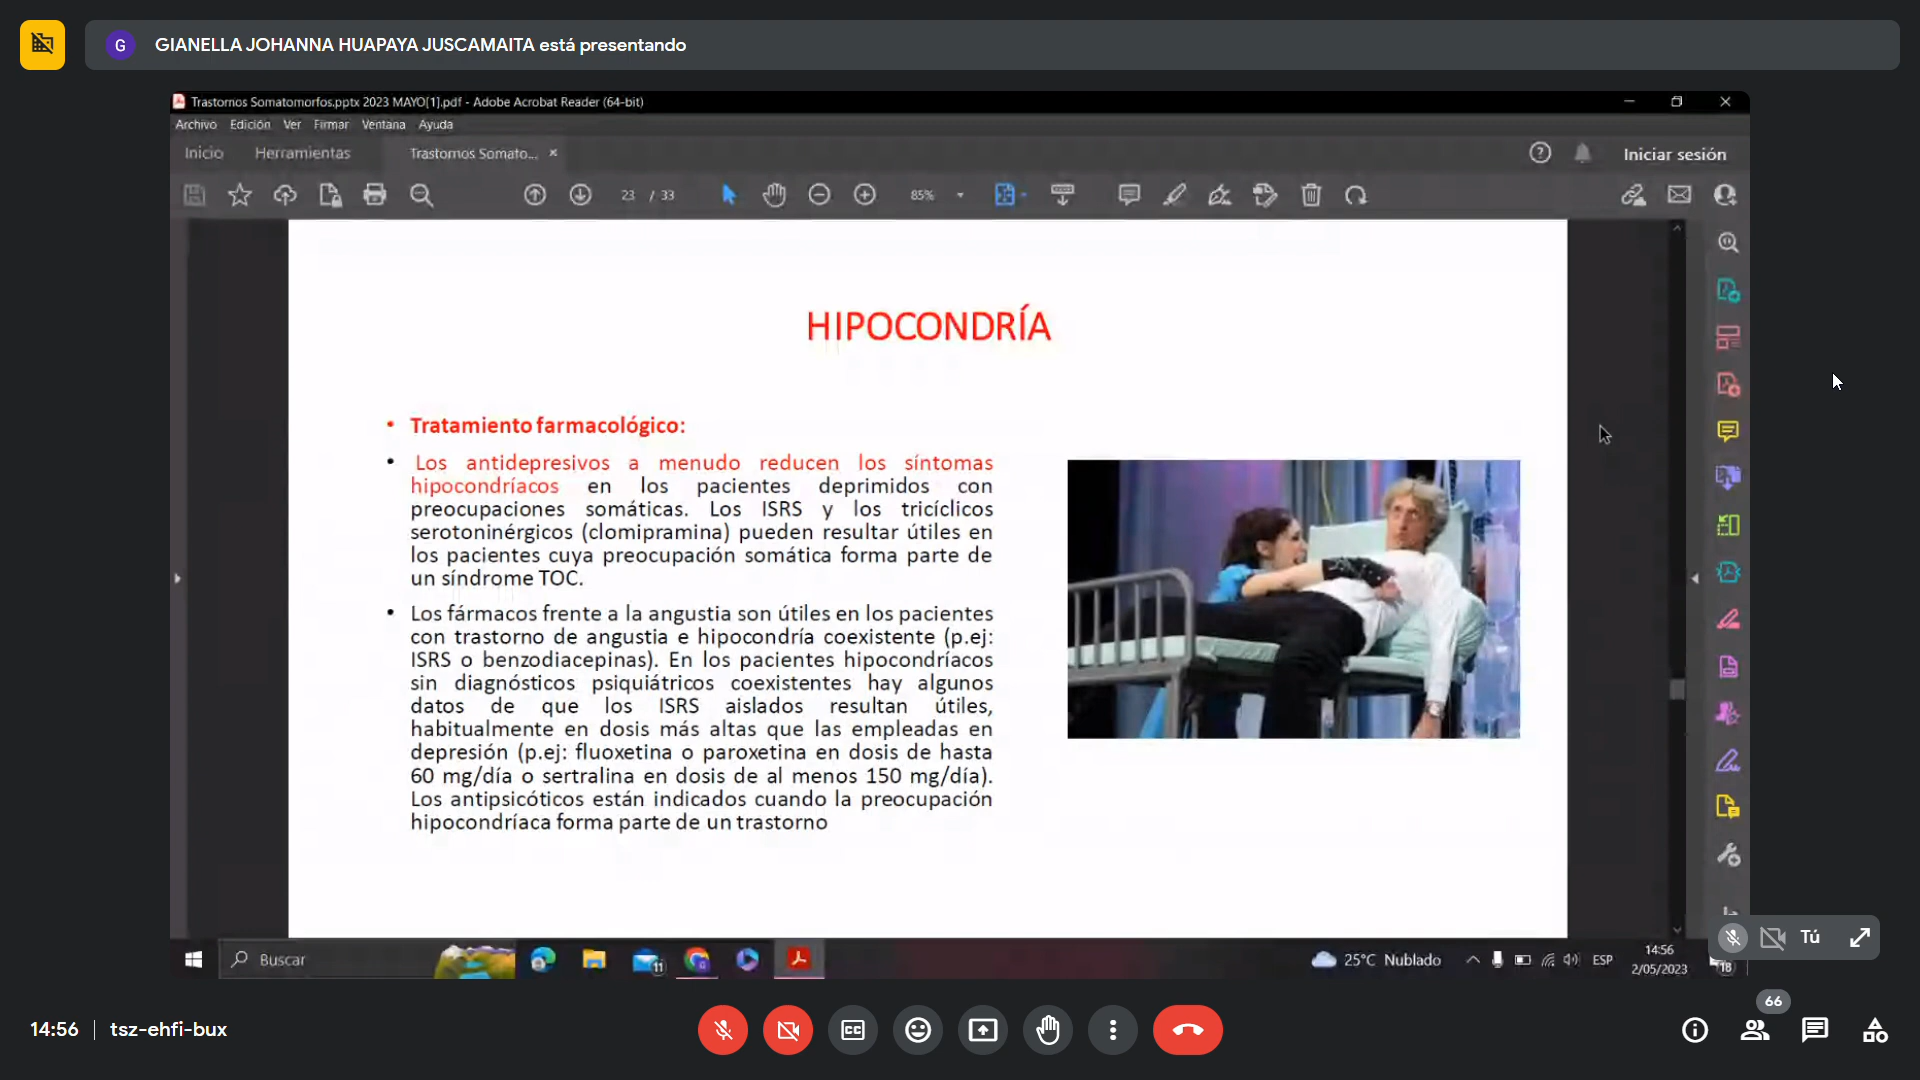 G GIANELLA JOHANNA HUAPAYA JUSCAMAITA está presentando
Trastornos Somatomorfos.pptx 2023 MAYO[1].pdf - Adobe Acrobat Reader (64-bit)
Archivo Edición Ver Firmar Ventana Ayuda
Inicio Herramientas Trastornos Somato... Iniciar sesión
23 / 33 85%
HIPOCONDRÍA
• Tratamiento farmacológico:
• Los antidepresivos a menudo reducen los síntomas
hipocondríacos en los pacientes deprimidos con
preocupaciones somáticas. Los ISRS y los tricíclicos
serotoninérgicos (clomipramina) pueden resultar útiles en
los pacientes cuya preocupación somática forma parte de
un síndrome TOC.
• Los fármacos frente a la angustia son útiles en los pacientes
con trastorno de angustia e hipocondría coexistente (p.ej:
ISRS o benzodiacepinas). En los pacientes hipocondríacos
sin diagnósticos psiquiátricos coexistentes hay algunos
datos de que los ISRS aislados resultan útiles,
habitualmente en dosis más altas que las empleadas en
depresión (p.ej: fluoxetina o paroxetina en dosis de hasta
60 mg/día o sertralina en dosis de al menos 150 mg/día).
Los antipsicóticos están indicados cuando la preocupación
hipocondríaca forma parte de un trastorno
Tú
Buscar 11 25°C Nublado ESP 14:56
2/05/2023 18
66
14:56 | tsz-ehfi-bux